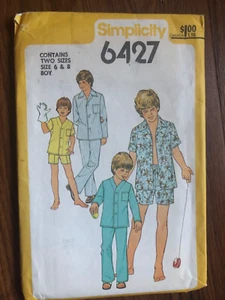 Simplicity
$1.00
6427
CONTAINS
TWO SIZES
SIZE 6 & 8
BOY